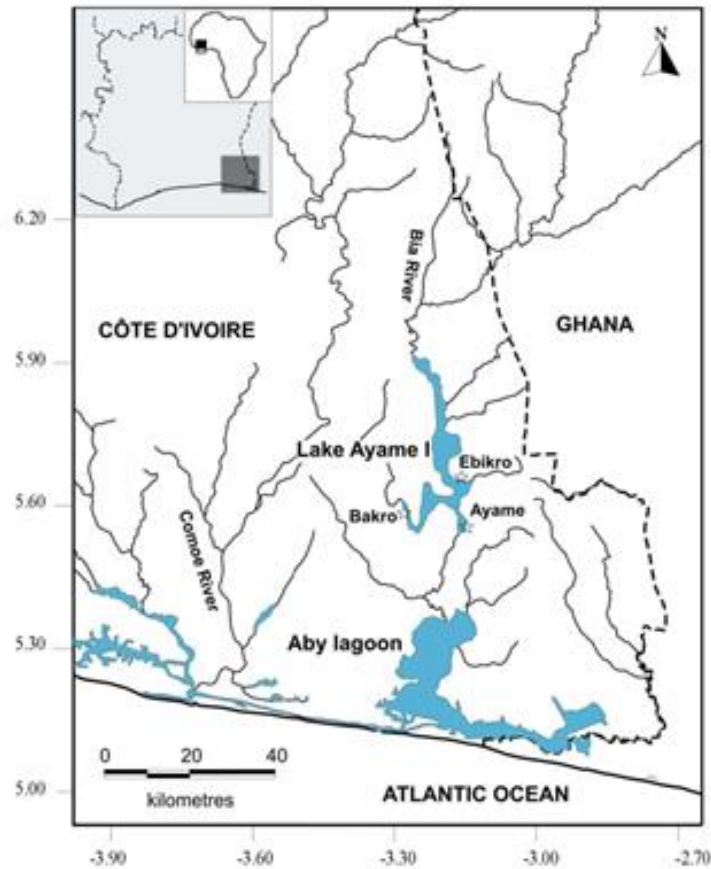 N
6.20
Bia River
CÔTE D'IVOIRE
GHANA
5.90
Lake Ayame I
Ebikro
5.60
Bakro
Ayame
Comoe River
5.30
Aby lagoon
0 20 40
kilometres
5.00
ATLANTIC OCEAN
-3.90 -3.60 -3.30 -3.00 -2.70